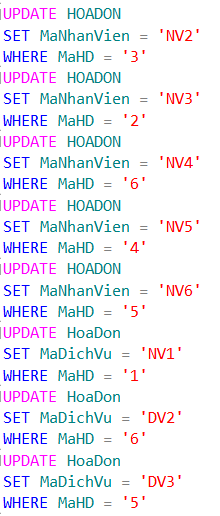 UPDATE HOADON
SET MaNhanVien = 'NV2'
WHERE MaHD = '3'
UPDATE HOADON
SET MaNhanVien = 'NV3'
WHERE MaHD = '2'
UPDATE HOADON
SET MaNhanVien = 'NV4'
WHERE MaHD = '6'
UPDATE HOADON
SET MaNhanVien = 'NV5'
WHERE MaHD = '4'
UPDATE HOADON
SET MaNhanVien = 'NV6'
WHERE MaHD = '5'
UPDATE HoaDon
SET MaDichVu = 'NV1'
WHERE MaHD = '1'
UPDATE HoaDon
SET MaDichVu = 'DV2'
WHERE MaHD = '6'
UPDATE HoaDon
SET MaDichVu = 'DV3'
WHERE MaHD = '5'